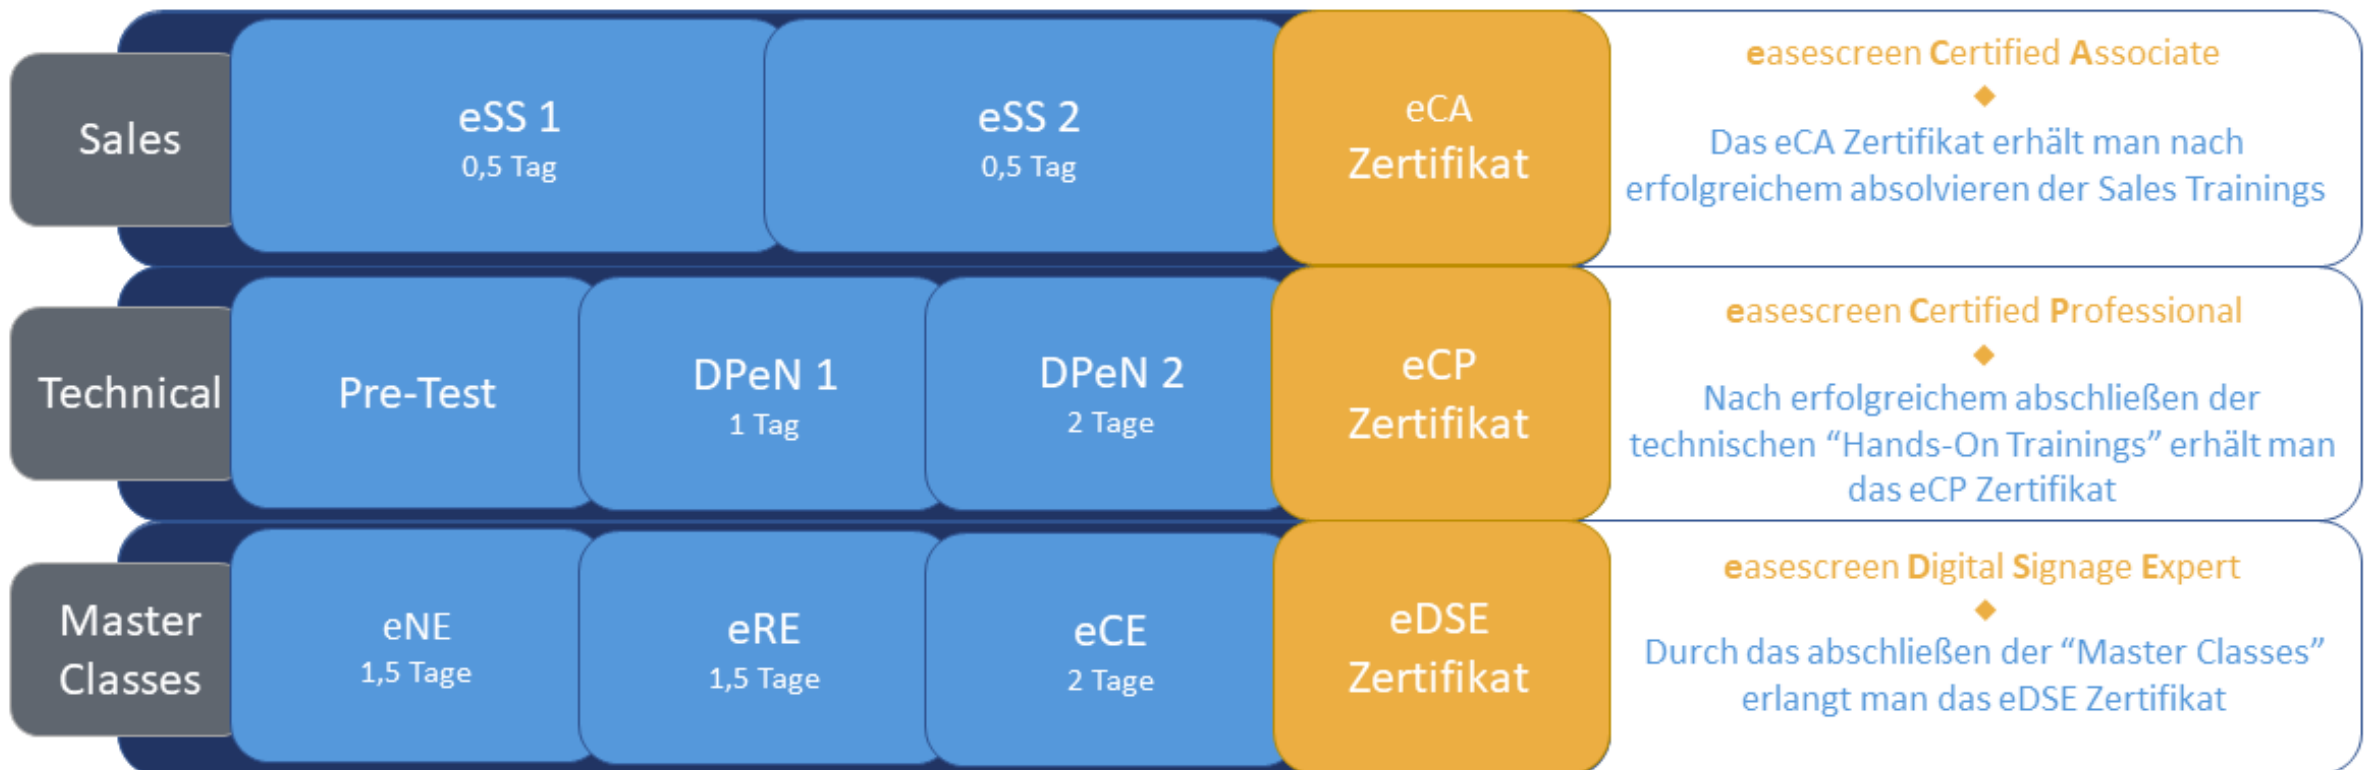 Sales
eSS 1
0,5 Tag
eSS 2
0,5 Tag
eCA
Zertifikat
easescreen Certified Associate
Das eCA Zertifikat erhält man nach
erfolgreichem absolvieren der Sales Trainings
Technical
Pre-Test
DPeN 1
1 Tag
DPeN 2
2 Tage
eCP
Zertifikat
easescreen Certified Professional
Nach erfolgreichem abschließen der
technischen “Hands-On Trainings” erhält man
das eCP Zertifikat
Master
Classes
eNE
1,5 Tage
eRE
1,5 Tage
eCE
2 Tage
eDSE
Zertifikat
easescreen Digital Signage Expert
Durch das abschließen der “Master Classes”
erlangt man das eDSE Zertifikat